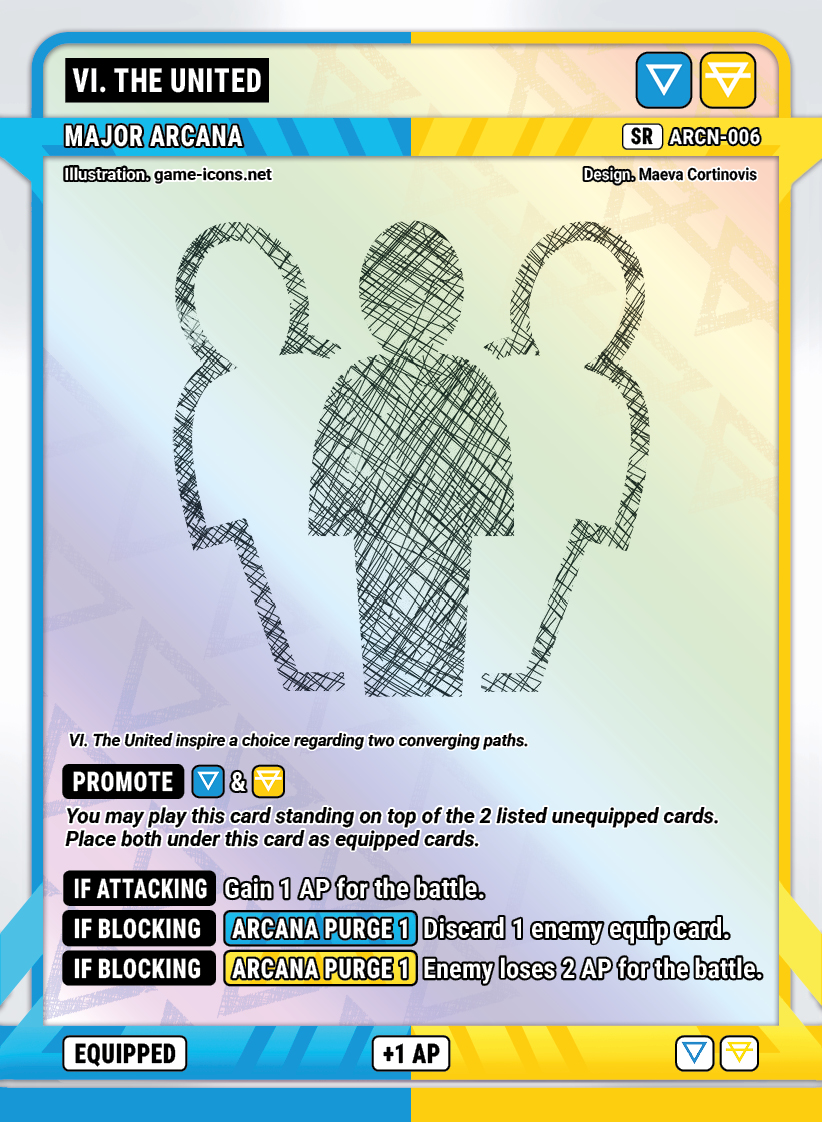 VI. THE UNITED
MAJOR ARCANA
SR ARCN-006
Illustration. game-icons.net
Design. Maeva Cortinovis
VI. The United inspire a choice regarding two converging paths.
PROMOTE &
You may play this card standing on top of the 2 listed unequipped cards.
Place both under this card as equipped cards.
IF ATTACKING Gain 1 AP for the battle.
IF BLOCKING ARCANA PURGE 1 Discard 1 enemy equip card.
IF BLOCKING ARCANA PURGE 1 Enemy loses 2 AP for the battle.
EQUIPPED
+1 AP